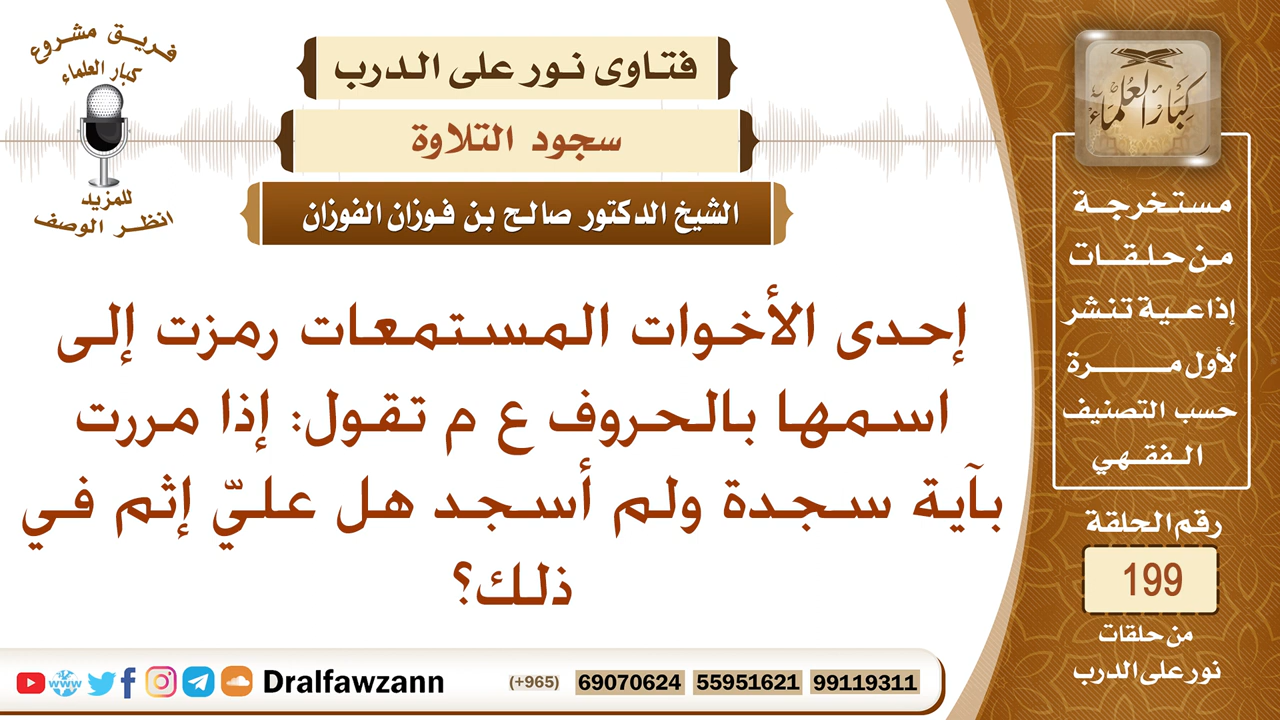 فريق مشروع
كبار العلماء
للمزيد
انظر الوصف
فتاوى نور على الدرب
سجود التلاوة
الشيخ الدكتور صالح بن فوزان الفوزان
إحدى الأخوات المستمعات رمزت إلى
اسمها بالحروف ع م تقول: إذا مررت
بآية سجدة ولم أسجد هل عليّ إثم في
ذلك؟
كبار العلماء
مستخرجة
من حلقات
إذاعية تنشر
لأول مرة
حسب التصنيف
الفقهي
رقم الحلقة
199
من حلقات
نور على الدرب
www
Dralfawzann
(+965) 69070624 55951621 99119311